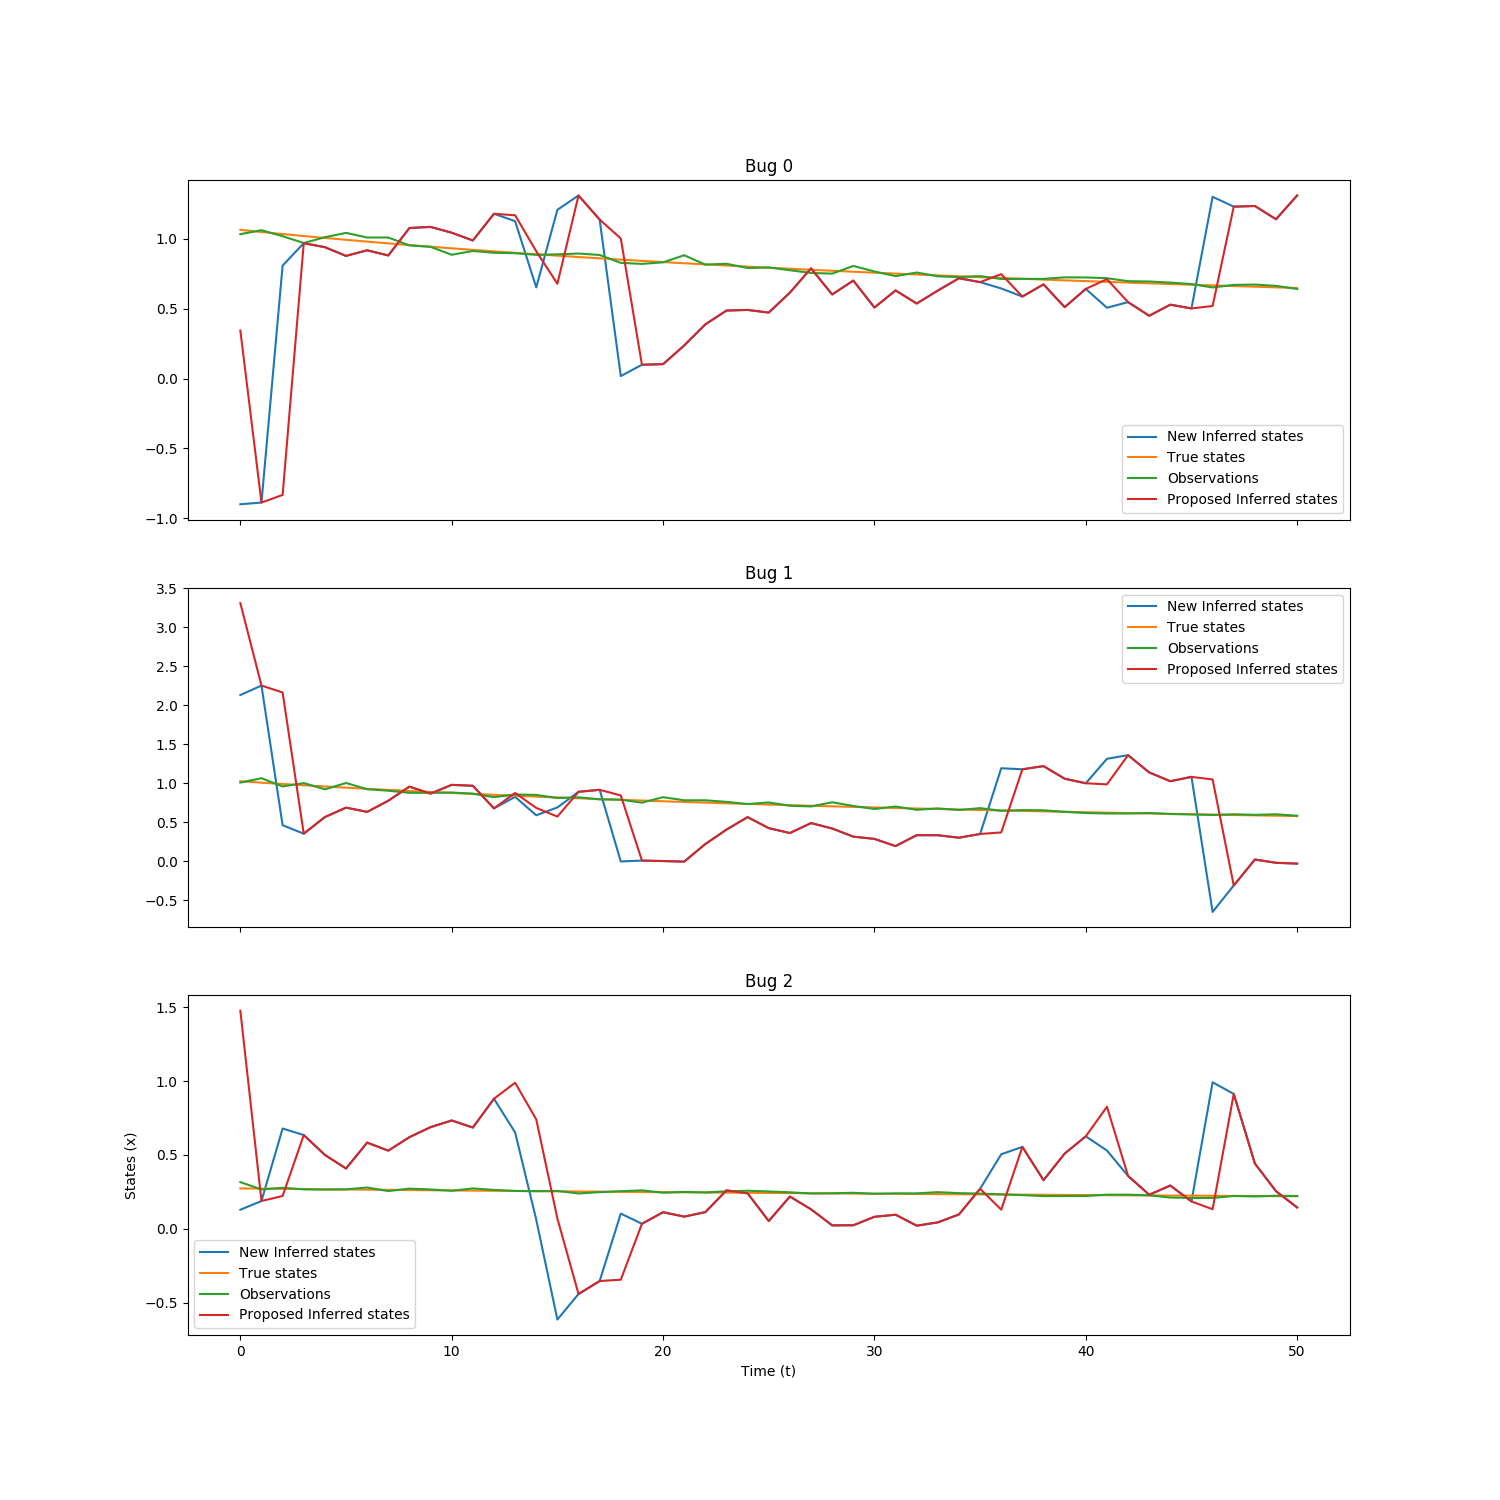 Bug 0
1.0
0.5
0.0
−0.5
−1.0
New Inferred states
True states
Observations
Proposed Inferred states
Bug 1
3.5
3.0
2.5
2.0
1.5
1.0
0.5
0.0
−0.5
New Inferred states
True states
Observations
Proposed Inferred states
Bug 2
1.5
1.0
0.5
0.0
−0.5
States (x)
New Inferred states
True states
Observations
Proposed Inferred states
0 10 20 30 40 50
Time (t)